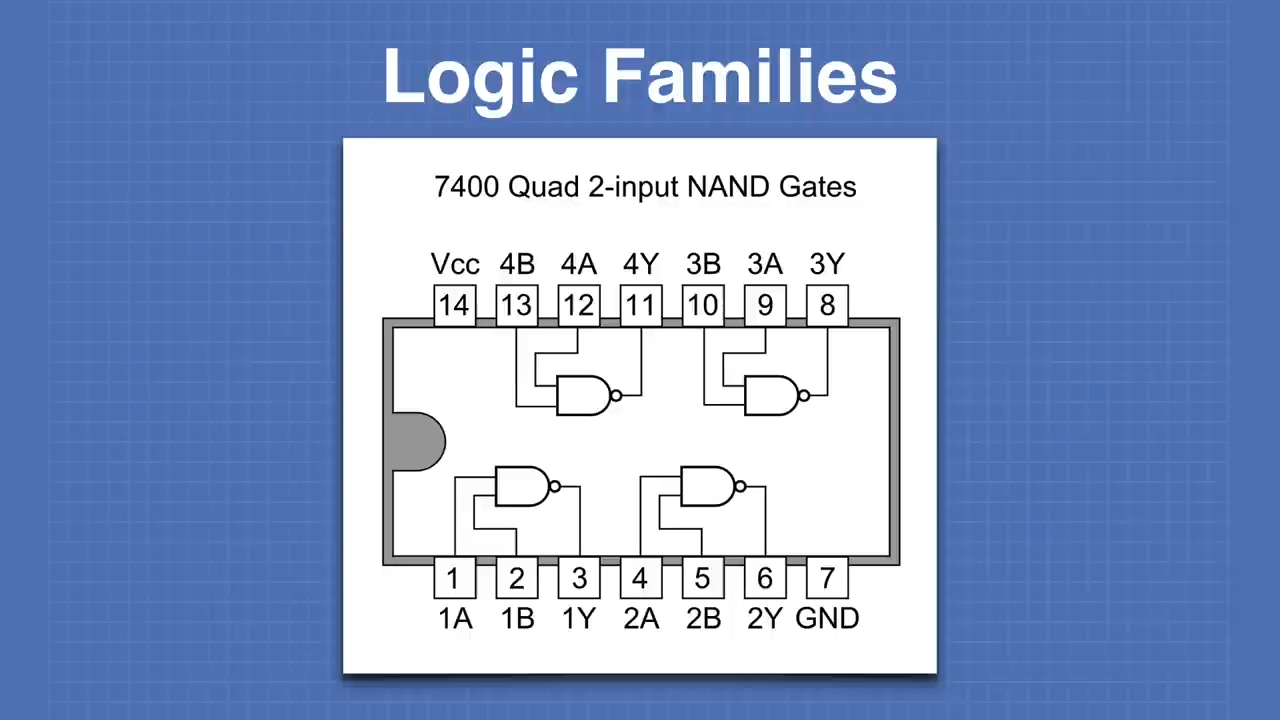 Logic Families
7400 Quad 2-input NAND Gates
Vcc 4B 4A 4Y 3B 3A 3Y
14 13 12 11 10 9 8
1 2 3 4 5 6 7
1A 1B 1Y 2A 2B 2Y GND